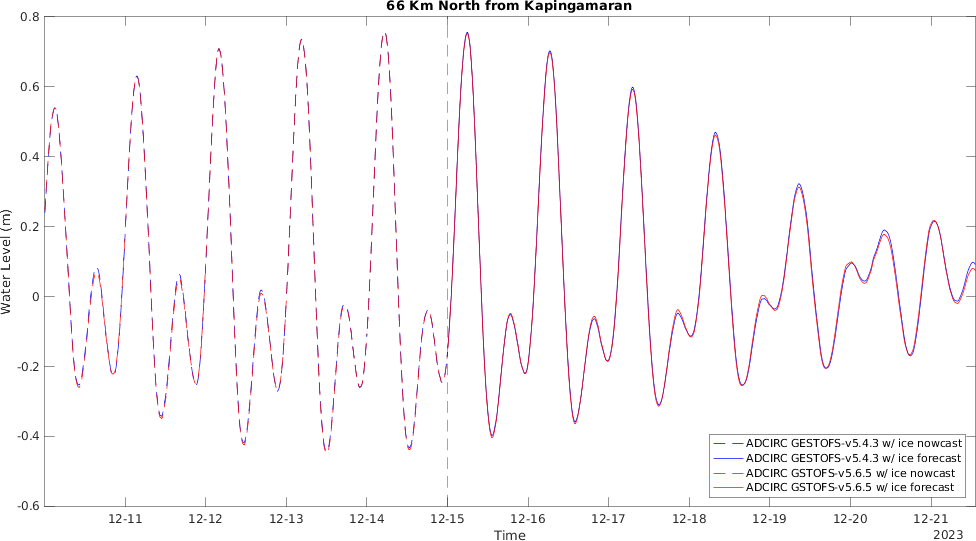 66 Km North from Kapingamaran
Water Level (m)
0.8
0.6
0.4
0.2
0
-0.2
-0.4
-0.6
12-11
12-12
12-13
12-14
12-15
12-16
12-17
12-18
12-19
12-20
12-21
2023
Time
ADCIRC GESTOFS-v5.4.3 w/ ice nowcast
ADCIRC GESTOFS-v5.4.3 w/ ice forecast
ADCIRC GSTOFS-v5.6.5 w/ ice nowcast
ADCIRC GSTOFS-v5.6.5 w/ ice forecast